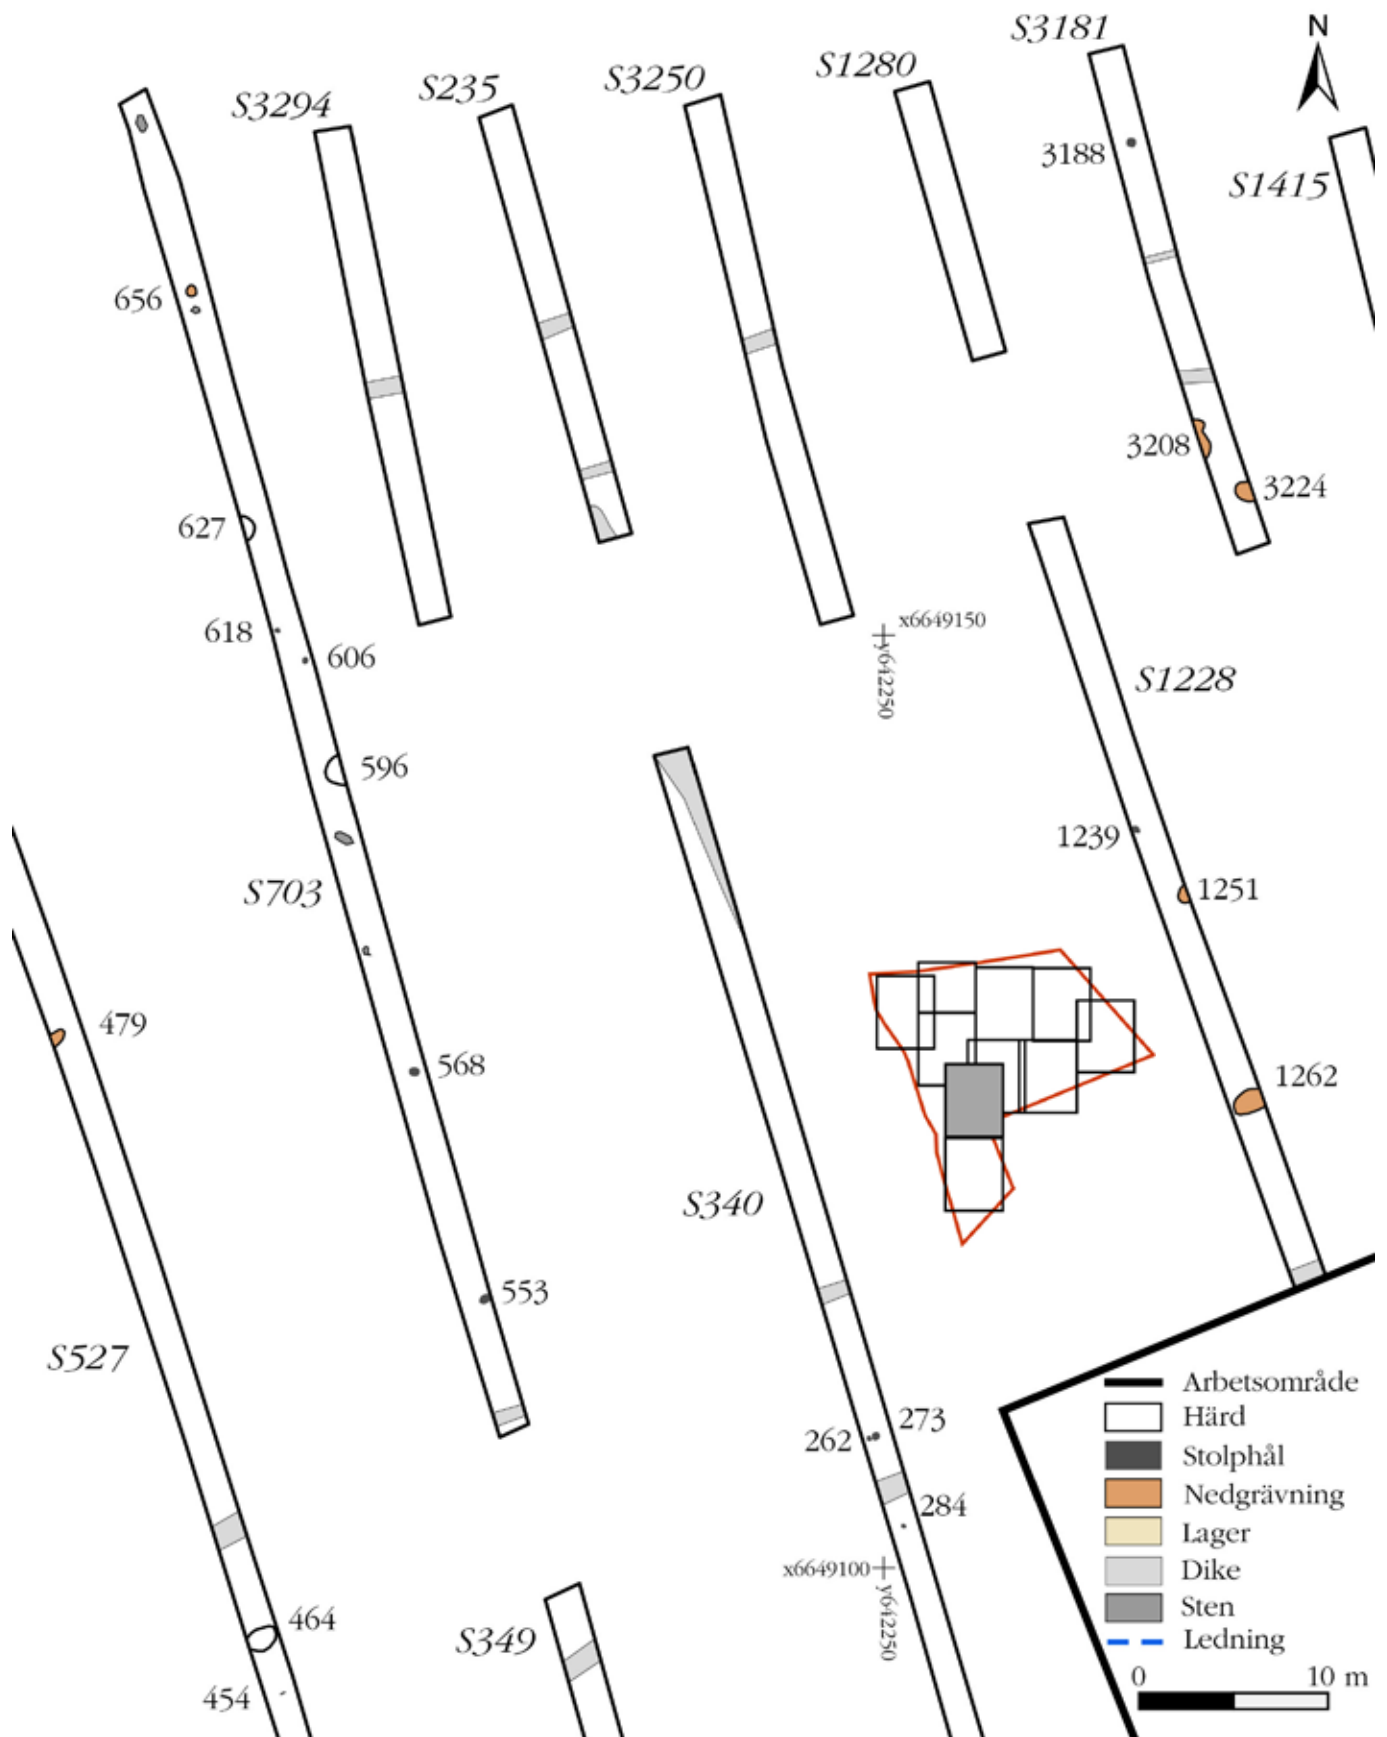 S3181
N
S3250
S1280
S235
S3294
3188
S1415
656
3208
3224
627
x6649150
618
606
y642250
S1228
596
1239
S703
1251
479
568
1262
S340
553
S527
Arbetsområde
Härd
273
262
Stolphål
Nedgrävning
284
Lager
x6649100
Dike
y642250
Sten
464
S349
Ledning
0 10 m
454